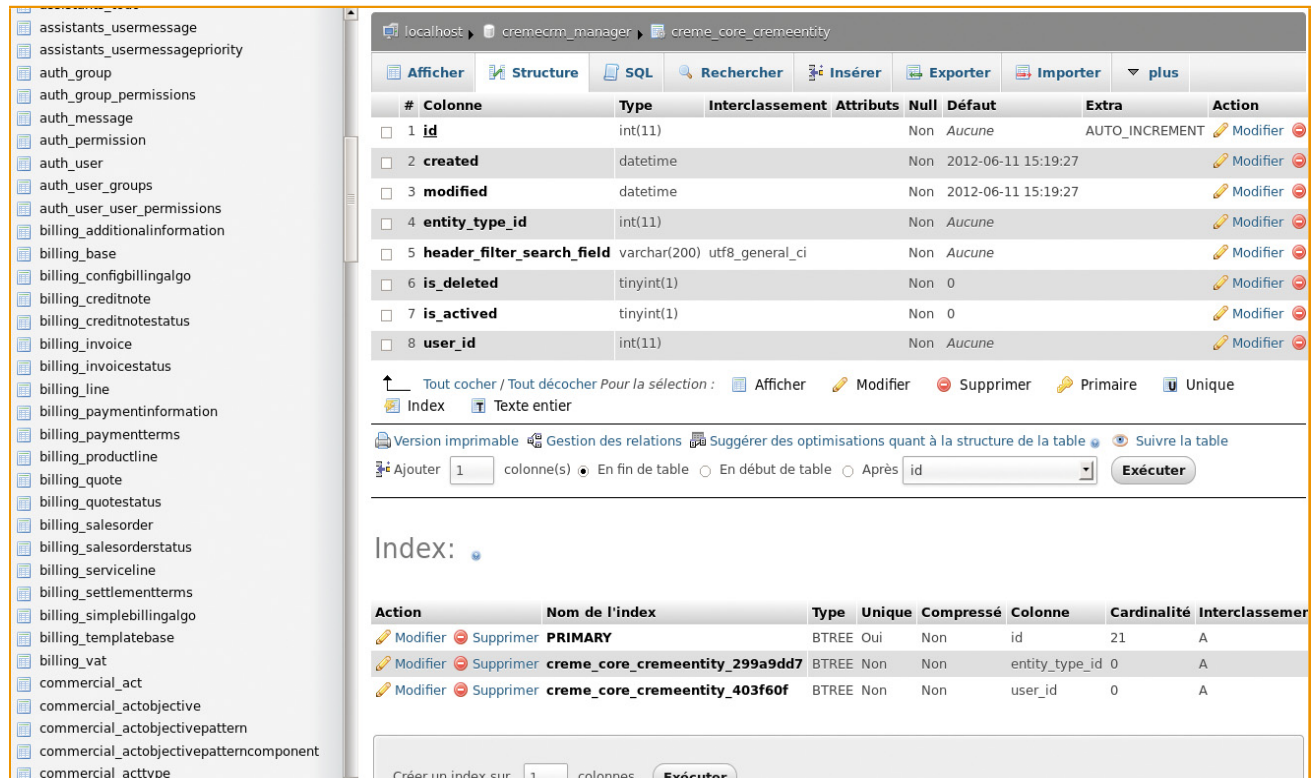 assistants_usermessage
assistants_usermessagepriority
auth_group
auth_group_permissions
auth_message
auth_permission
auth_user
auth_user_groups
auth_user_user_permissions
billing_additionalinformation
billing_base
billing_configbillingalgo
billing_creditnote
billing_creditnotestatus
billing_invoice
billing_invoicestatus
billing_line
billing_paymentinformation
billing_paymentterms
billing_productline
billing_quote
billing_quotestatus
billing_salesorder
billing_salesorderstatus
billing_serviceline
billing_settlementterms
billing_simplebillingalgo
billing_templatebase
billing_vat
commercial_act
commercial_actobjective
commercial_actobjectivepattern
commercial_actobjectivepatterncomponent
commercial_acttype
localhost cremecrm_manager creme_core_cremeentity
Afficher Structure SQL Rechercher Insérer Exporter Importer plus
# Colonne Type Interclassement Attributs Null Défaut Extra Action
1 id int(11) Non Aucune AUTO_INCREMENT Modifier
2 created datetime Non 2012-06-11 15:19:27 Modifier
3 modified datetime Non 2012-06-11 15:19:27 Modifier
4 entity_type_id int(11) Non Aucune Modifier
5 header_filter_search_field varchar(200) utf8_general_ci Non Aucune Modifier
6 is_deleted tinyint(1) Non 0 Modifier
7 is_actived tinyint(1) Non 0 Modifier
8 user_id int(11) Non Aucune Modifier
Tout cocher / Tout décocher Pour la sélection : Afficher Modifier Supprimer Primaire U Unique
Index T Texte entier
Version imprimable Gestion des relations Suggérer des optimisations quant à la structure de la table Suivre la table
Ajouter 1 colonne(s) En fin de table En début de table Après id Exécuter
Index:
Action Nom de l'index Type Unique Compressé Colonne Cardinalité Interclassemen
Modifier Supprimer PRIMARY BTREE Oui Non id 21 A
Modifier Supprimer creme_core_cremeentity_299a9dd7 BTREE Non Non entity_type_id 0 A
Modifier Supprimer creme_core_cremeentity_403f60f BTREE Non Non user_id 0 A
Créer un index sur 1 colonnes Exécuter